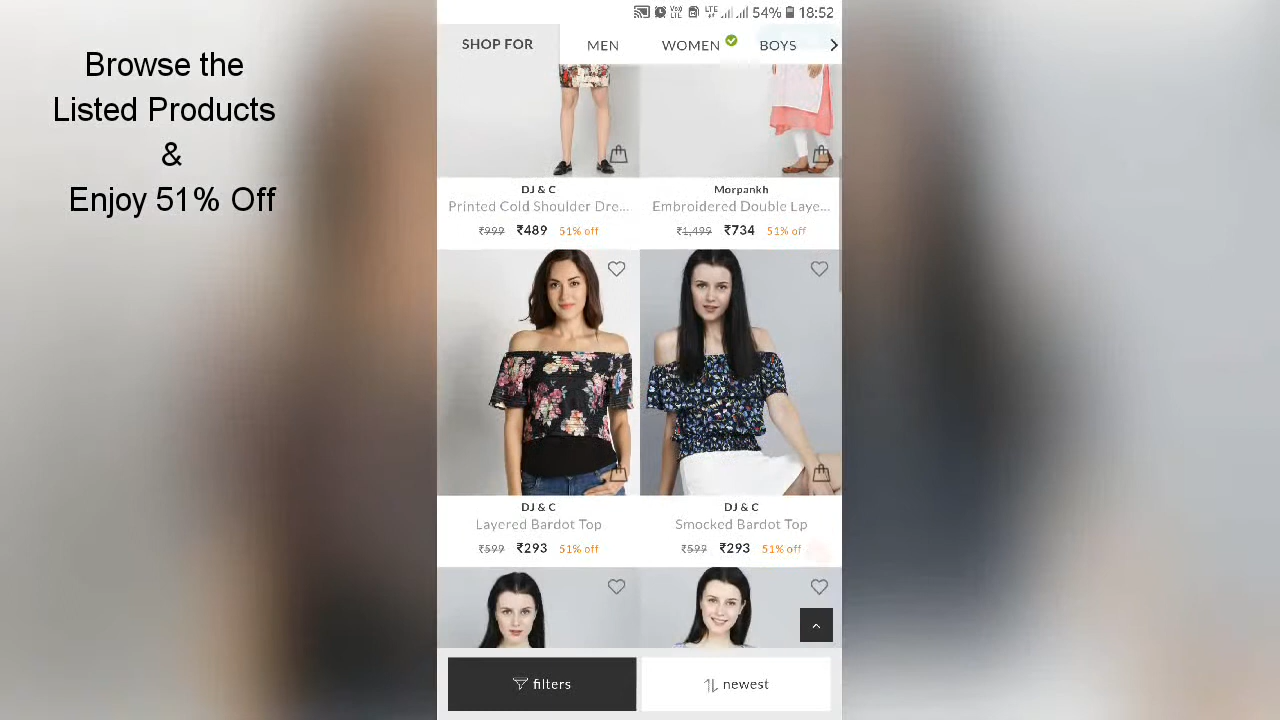 Browse the
Listed Products
&
Enjoy 51% Off
54% 18:52
SHOP FOR MEN WOMEN BOYS
DJ & C
Printed Cold Shoulder Dre...
₹999 ₹489 51% off
Morpankh
Embroidered Double Laye...
₹1,499 ₹734 51% off
DJ & C
Layered Bardot Top
₹599 ₹293 51% off
DJ & C
Smocked Bardot Top
₹599 ₹293 51% off
filters
newest